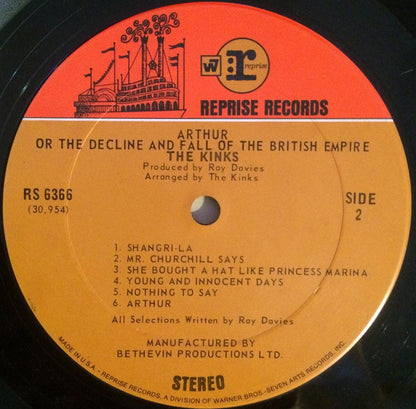 W
r
reprise
REPRISE RECORDS
ARTHUR
OR THE DECLINE AND FALL OF THE BRITISH EMPIRE
THE KINKS
Produced by Ray Davies
Arranged by The Kinks
RS 6366
(30,954)
SIDE
2
1. SHANGRI-LA
2. MR. CHURCHILL SAYS
3. SHE BOUGHT A HAT LIKE PRINCESS MARINA
4. YOUNG AND INNOCENT DAYS
5. NOTHING TO SAY
6. ARTHUR
All Selections Written by Ray Davies
MANUFACTURED BY
BETHEVIN PRODUCTIONS LTD.
STEREO
MADE IN U.S.A. • REPRISE RECORDS, A DIVISION OF WARNER BROS.-SEVEN ARTS RECORDS, INC.